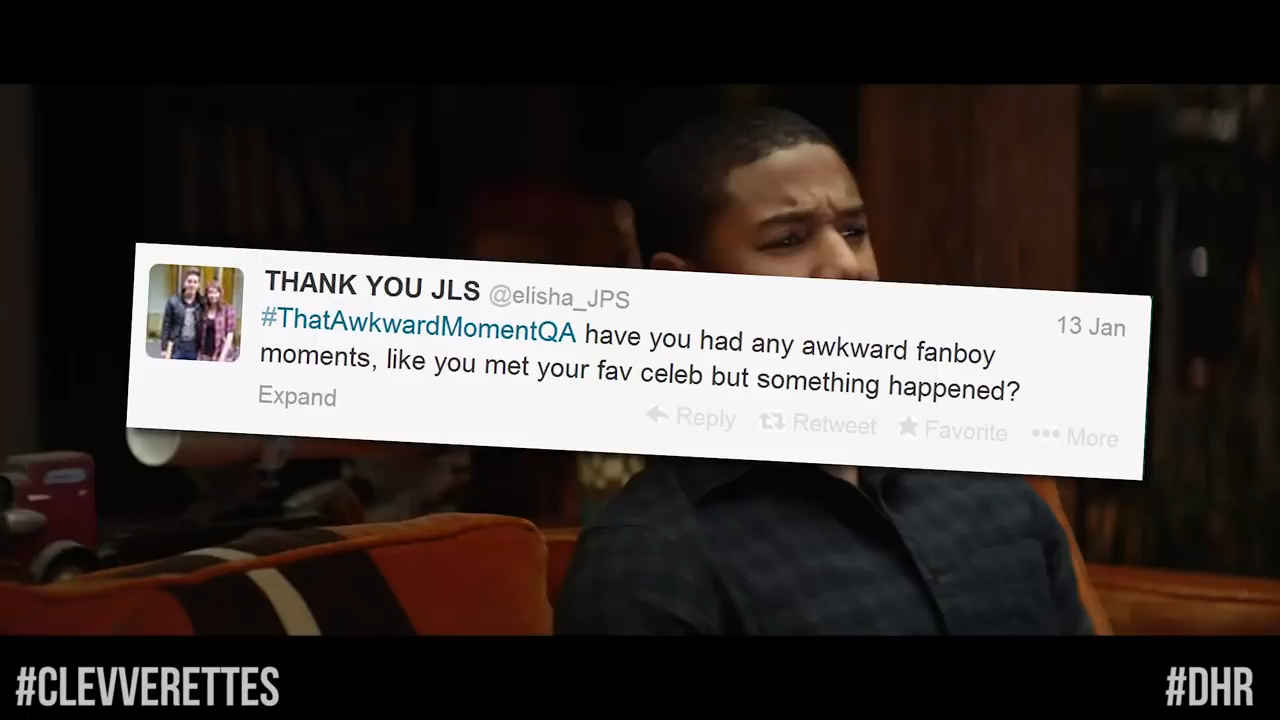 THANK YOU JLS @elisha_JPS
13 Jan
#ThatAwkwardMomentQA have you had any awkward fanboy
moments, like you met your fav celeb but something happened?
Expand
Reply Retweet Favorite More
#CLEVVERETTES
#DHR